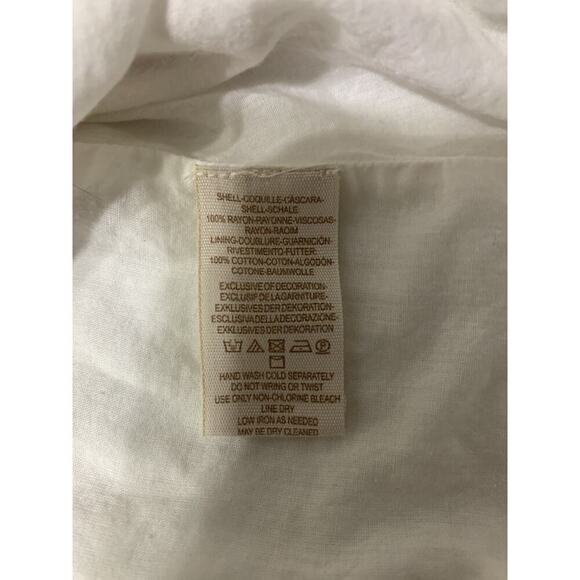 SHELL-COQUILLE-CÁSCARA-
SHELL-SCHALE:
100% RAYON-RAYONNE-VISCOSAS-
RAYON-RAOIM
LINING-DOUBLURE-GUARNICIÓN-
RIVESTIMENTO-FUTTER:
100% COTTON-COTON-ALGODÓN-
COTONE-BAUMWOLLE
EXCLUSIVE OF DECORATION-
EXCLUSIF DE LA GARNITURE-
EXKLUSIVES DER DEKORATION-
ESCLUSIVA DELLA DECORAZIONE-
EXKLUSIVES DER DEKORATION
HAND WASH COLD SEPARATELY
DO NOT WRING OR TWIST
USE ONLY NON-CHLORINE BLEACH
LINE DRY
LOW IRON AS NEEDED
MAY BE DRY CLEANED